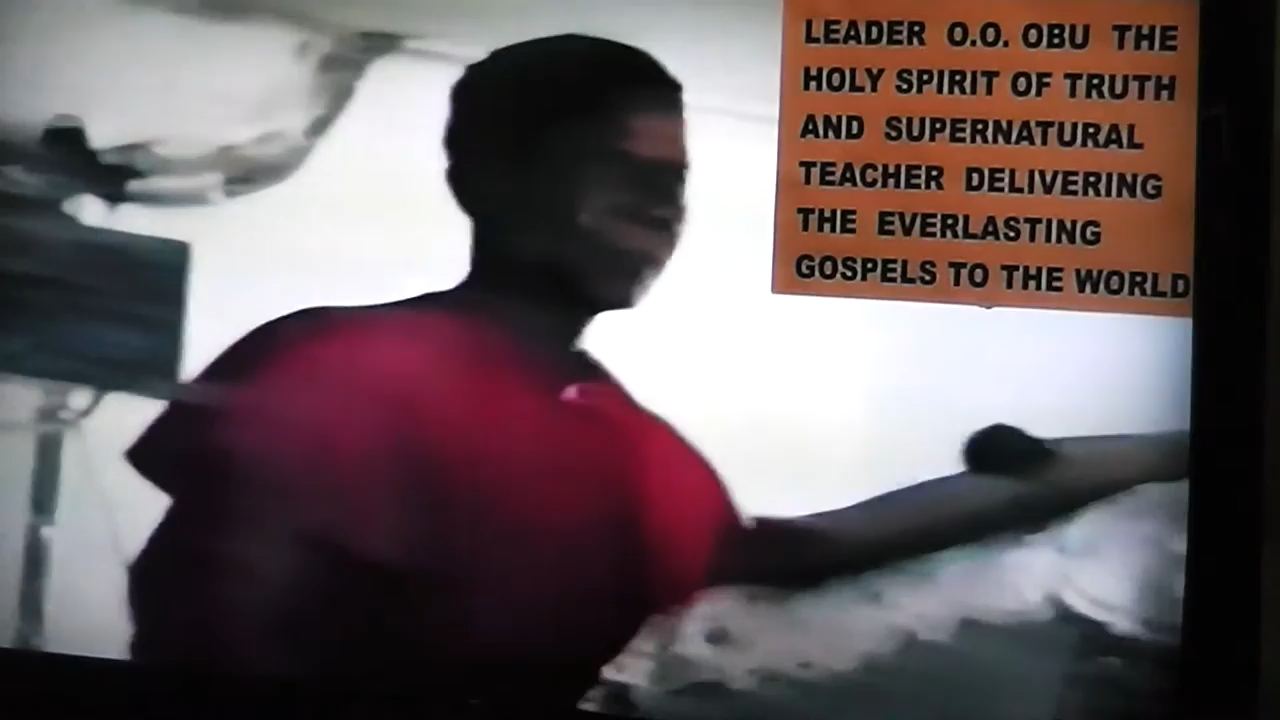 LEADER O.O. OBU THE
HOLY SPIRIT OF TRUTH
AND SUPERNATURAL
TEACHER DELIVERING
THE EVERLASTING
GOSPELS TO THE WORLD